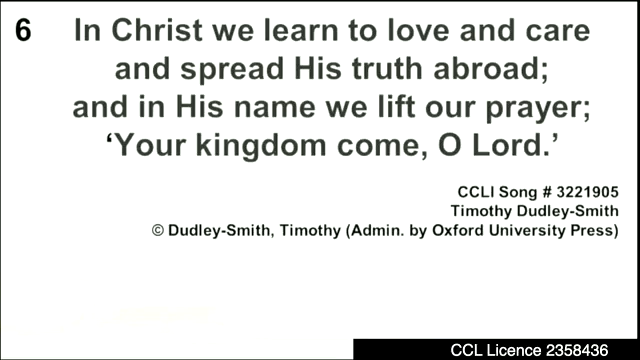 6 In Christ we learn to love and care
and spread His truth abroad;
and in His name we lift our prayer;
‘Your kingdom come, O Lord.’
CCLI Song # 3221905
Timothy Dudley-Smith
© Dudley-Smith, Timothy (Admin. by Oxford University Press)
CCL Licence 2358436